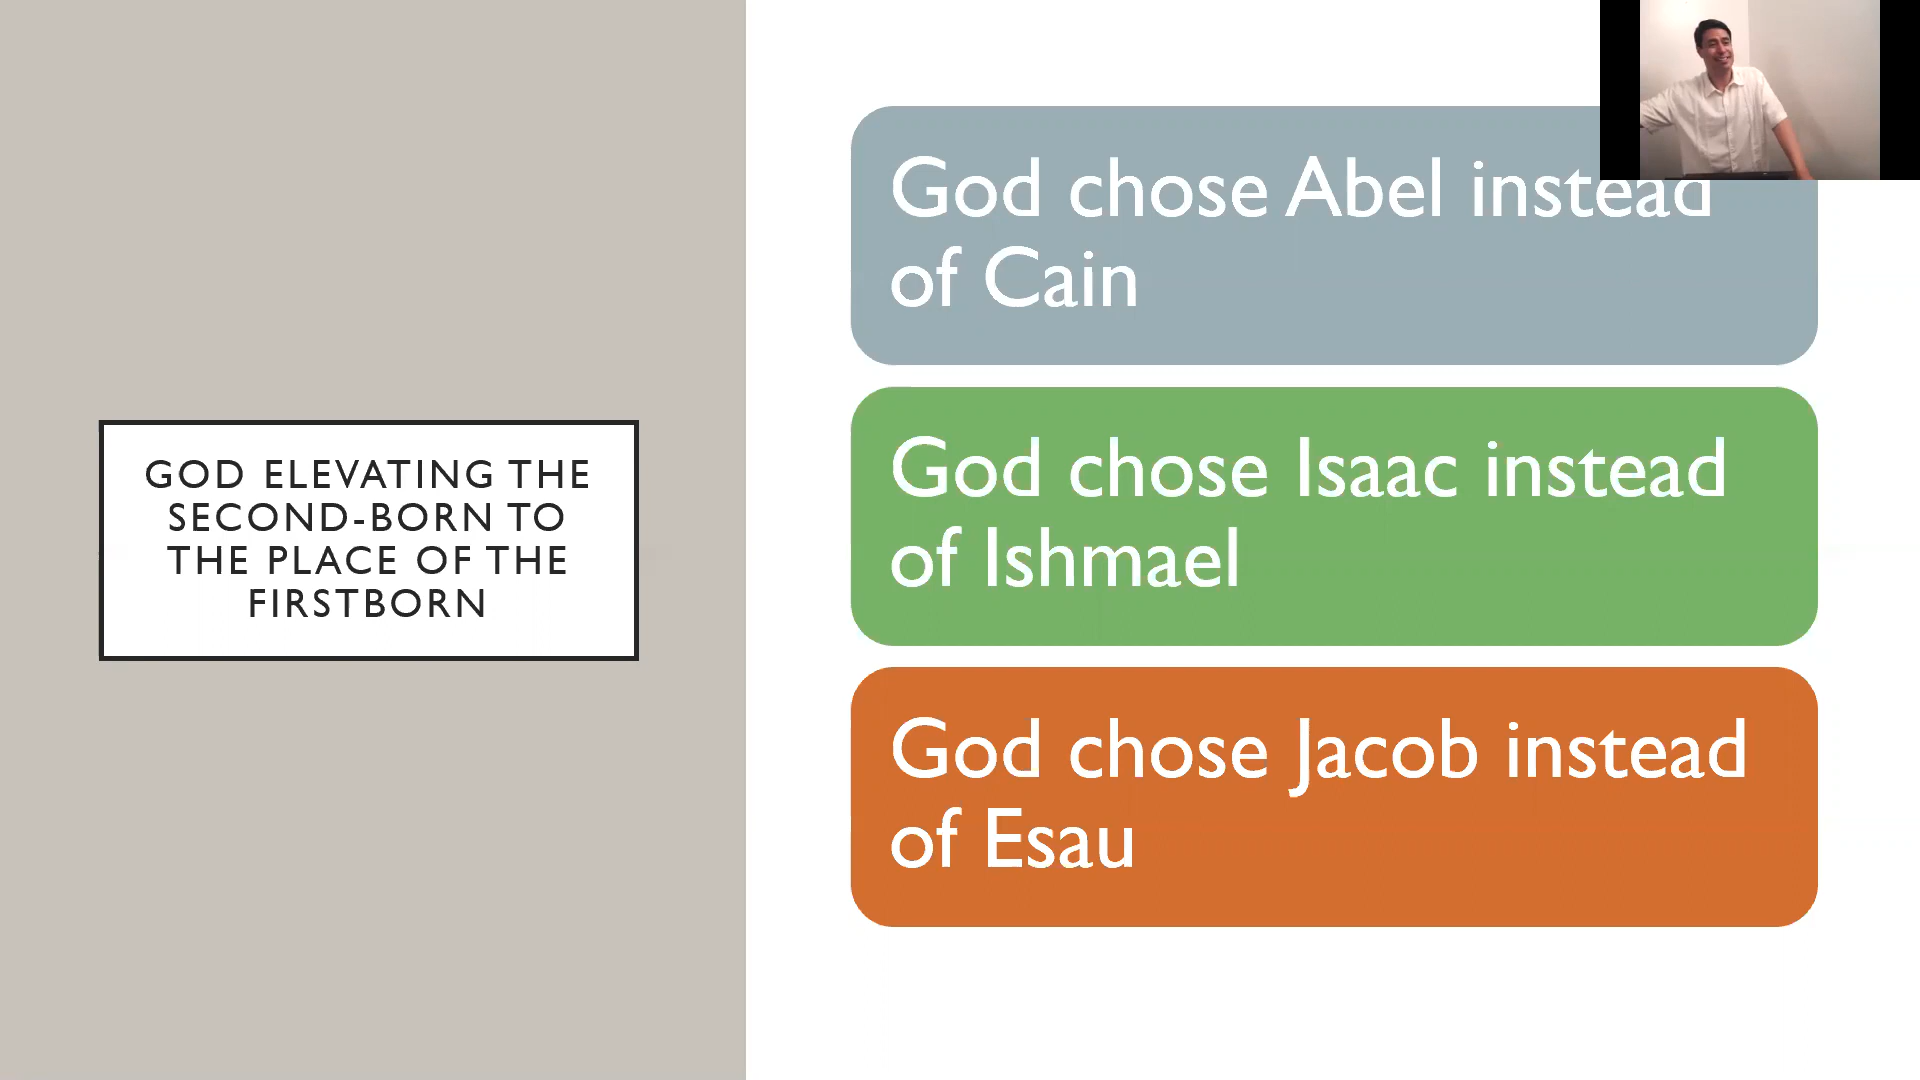 GOD ELEVATING THE
SECOND-BORN TO
THE PLACE OF THE
FIRSTBORN
God chose Abel instead
of Cain
God chose Isaac instead
of Ishmael
God chose Jacob instead
of Esau